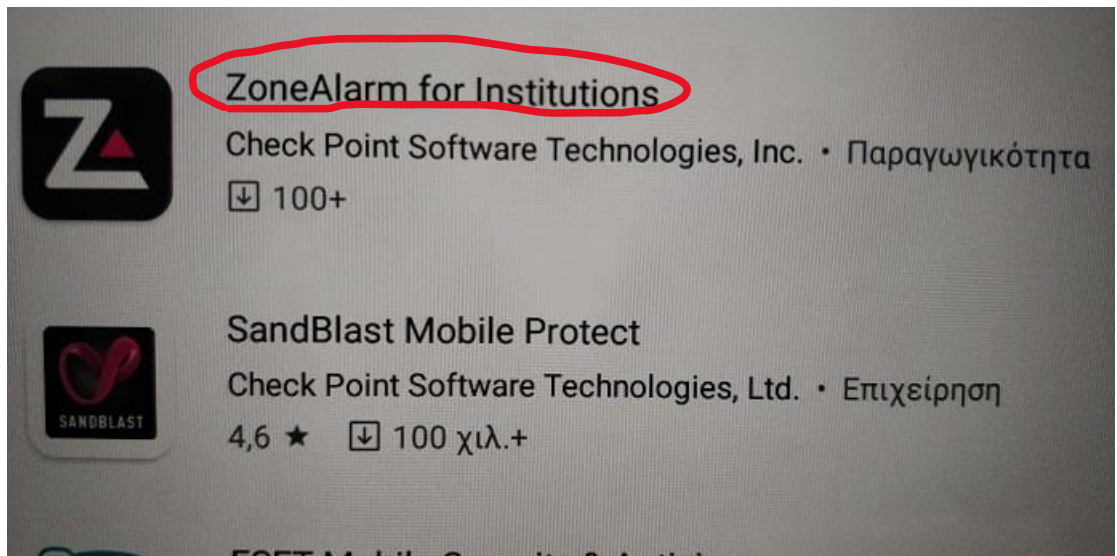 ZoneAlarm for Institutions
Check Point Software Technologies, Inc. • Παραγωγικότητα
100+
SandBlast Mobile Protect
Check Point Software Technologies, Ltd. • Επιχείρηση
SANDBLAST
4,6 ★ 100 χιλ.+